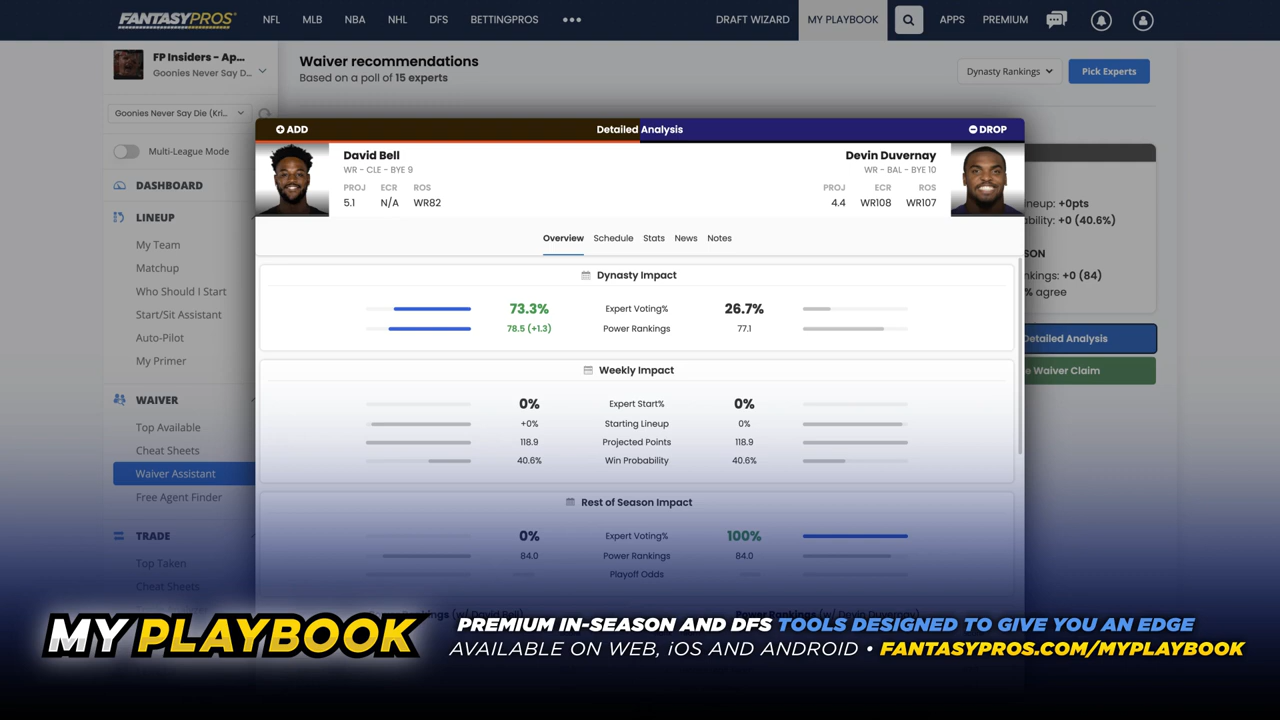 FANTASYPROS NFL MLB NBA NHL DFS BETTINGPROS ••• DRAFT WIZARD MY PLAYBOOK APPS PREMIUM
FP Insiders - Ap...
Goonies Never Say D...
Waiver recommendations
Based on a poll of 15 experts
Dynasty Rankings
Pick Experts
Goonies Never Say Die (Kri...
Multi-League Mode
DASHBOARD
LINEUP
My Team
Matchup
Who Should I Start
Start/Sit Assistant
Auto-Pilot
My Primer
WAIVER
Top Available
Cheat Sheets
Waiver Assistant
Free Agent Finder
TRADE
Top Taken
Cheat Sheets
ADD Detailed Analysis DROP
David Bell
WR - CLE - BYE 9
PROJ ECR ROS
5.1 N/A WR82
Devin Duvernay
WR - BAL - BYE 10
PROJ ECR ROS
4.4 WR108 WR107
Overview Schedule Stats News Notes
Dynasty Impact
73.3% Expert Voting% 26.7%
78.5 (+1.3) Power Rankings 77.1
Weekly Impact
0% Expert Start% 0%
+0% Starting Lineup 0%
118.9 Projected Points 118.9
40.6% Win Probability 40.6%
Rest of Season Impact
0% Expert Voting% 100%
84.0 Power Rankings 84.0
Playoff Odds
ineup: +0pts
bility: +0 (40.6%)
SON
nkings: +0 (84)
% agree
Detailed Analysis
e Waiver Claim
MY PLAYBOOK
PREMIUM IN-SEASON AND DFS TOOLS DESIGNED TO GIVE YOU AN EDGE
AVAILABLE ON WEB, iOS AND ANDROID • FANTASYPROS.COM/MYPLAYBOOK